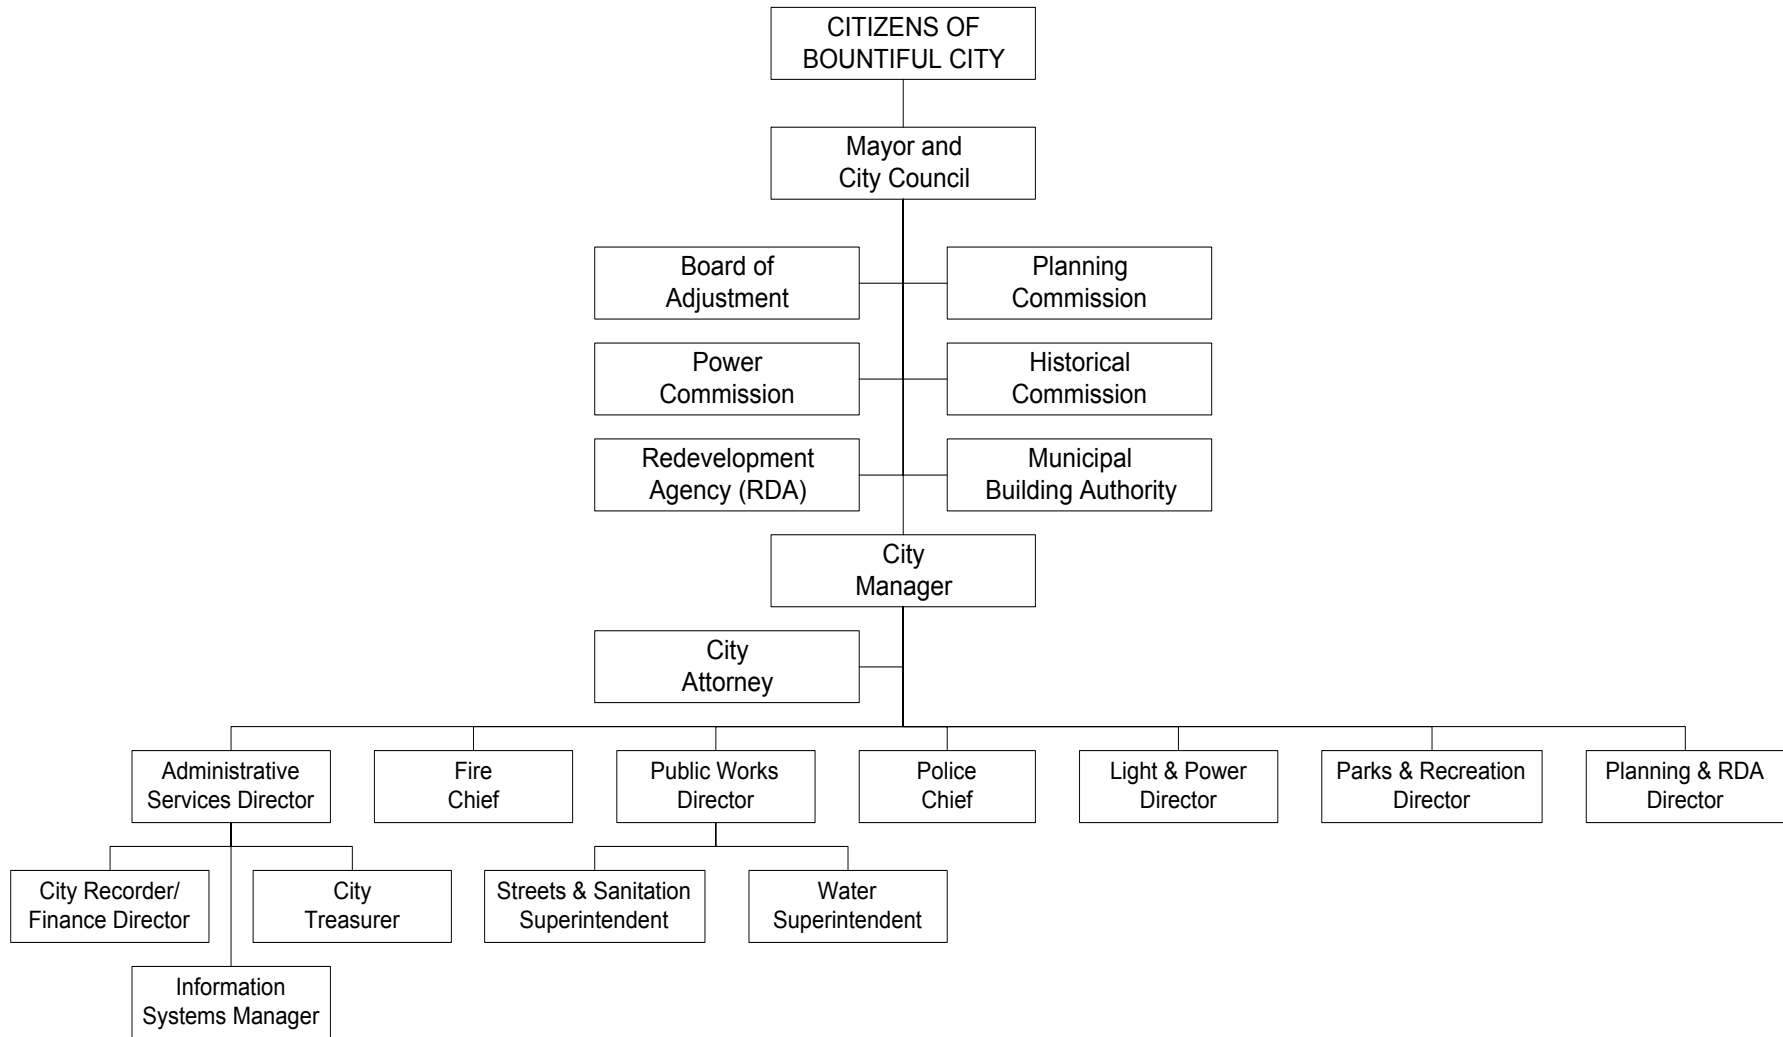 CITIZENS OF
BOUNTIFUL CITY
Mayor and
City Council
Board of
Adjustment
Planning
Commission
Power
Commission
Historical
Commission
Redevelopment
Agency (RDA)
Municipal
Building Authority
City
Manager
City
Attorney
Administrative
Services Director
Fire
Chief
Public Works
Director
Police
Chief
Light & Power
Director
Parks & Recreation
Director
Planning & RDA
Director
City Recorder/
Finance Director
City
Treasurer
Streets & Sanitation
Superintendent
Water
Superintendent
Information
Systems Manager